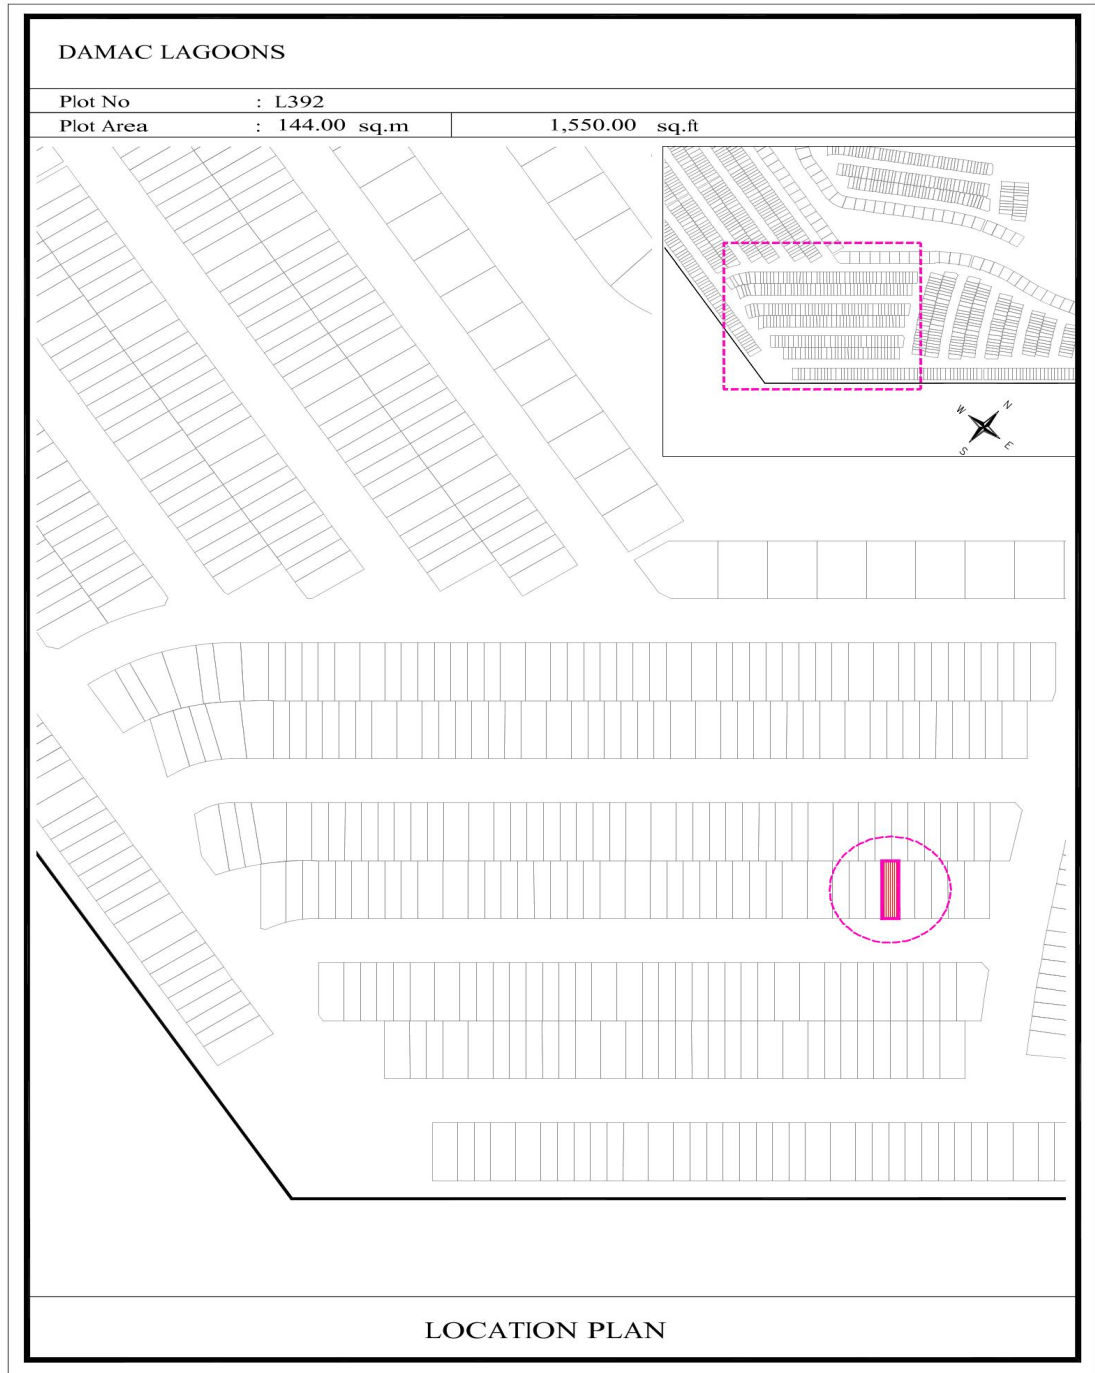 DAMAC LAGOONS
Plot No : L392
Plot Area : 144.00 sq.m 1,550.00 sq.ft
W N
S E
LOCATION PLAN